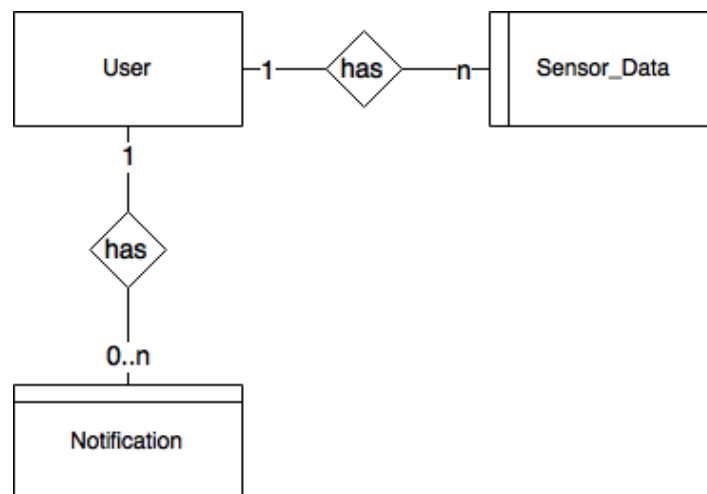 User
1
has
n
Sensor_Data
1
has
0..n
Notification